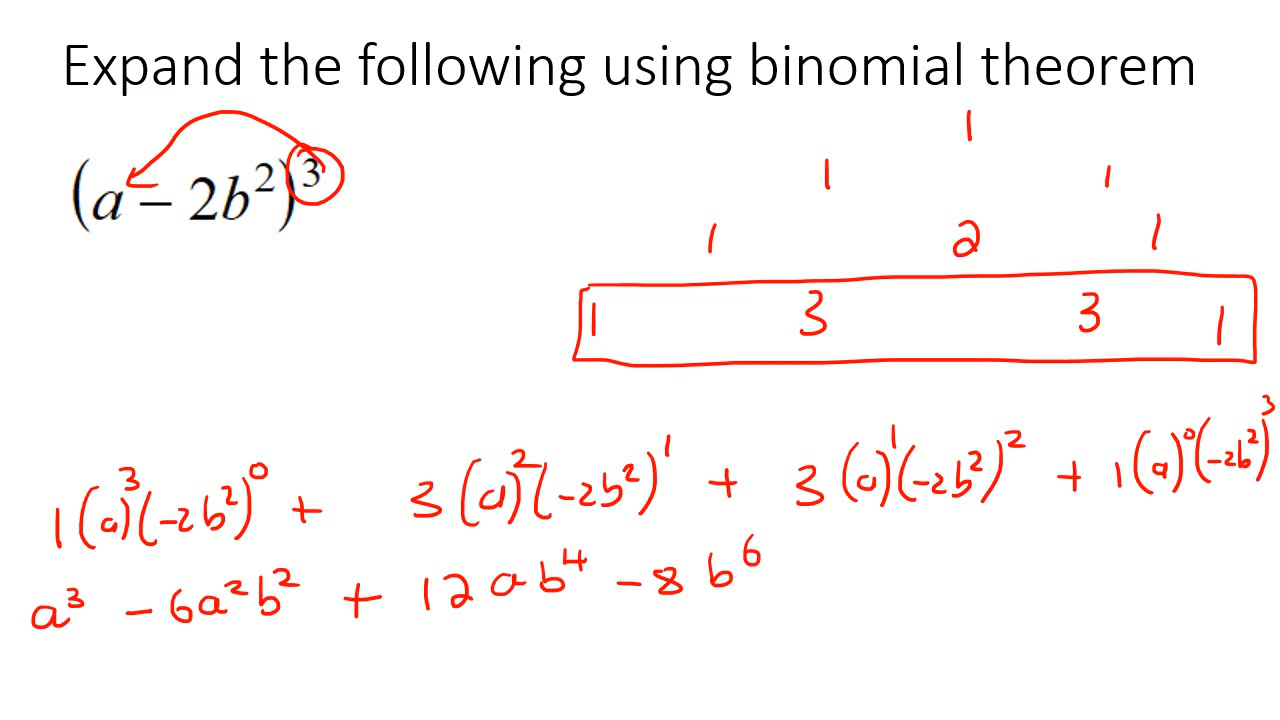 Expand the following using binomial theorem
(a − 2b²)³
1
1 1
1 2 1
1 3 3 1
1(a)³(−2b²)⁰ + 3(a)²(−2b²)¹ + 3(a)¹(−2b²)² + 1(a)⁰(−2b²)³
a³ − 6a²b² + 12ab⁴ − 8b⁶